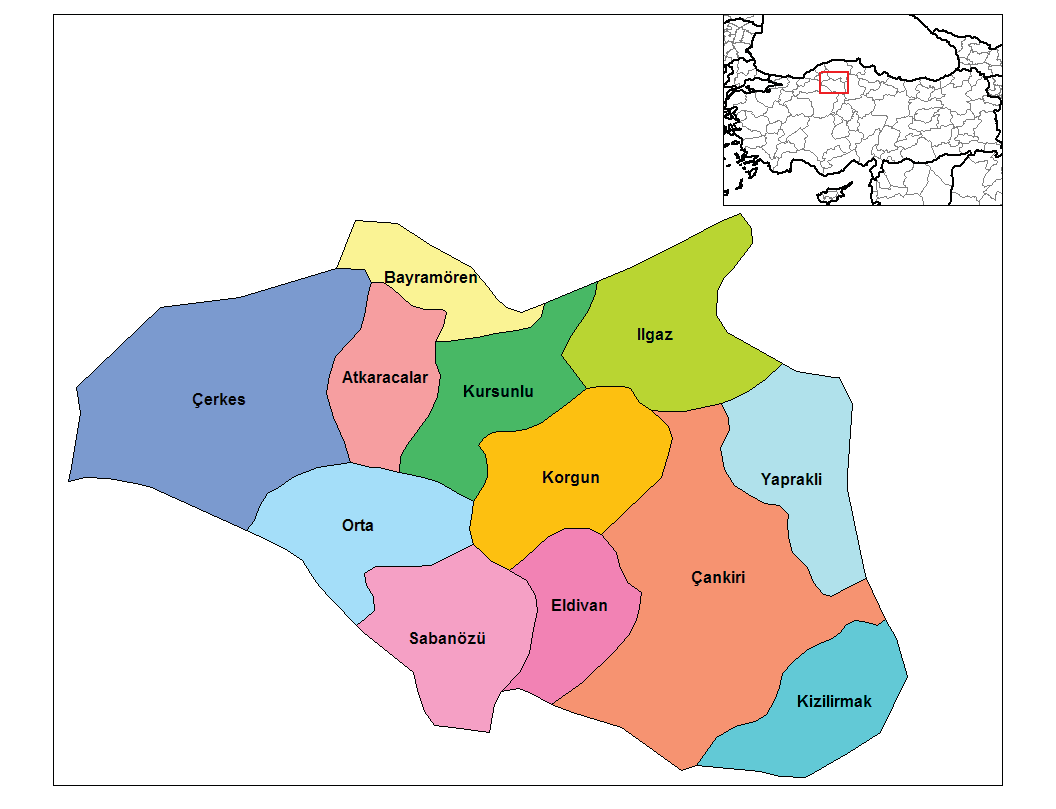 Bayramören
Ilgaz
Atkaracalar
Kursunlu
Çerkes
Korgun
Yaprakli
Orta
Çankiri
Eldivan
Sabanözü
Kizilirmak